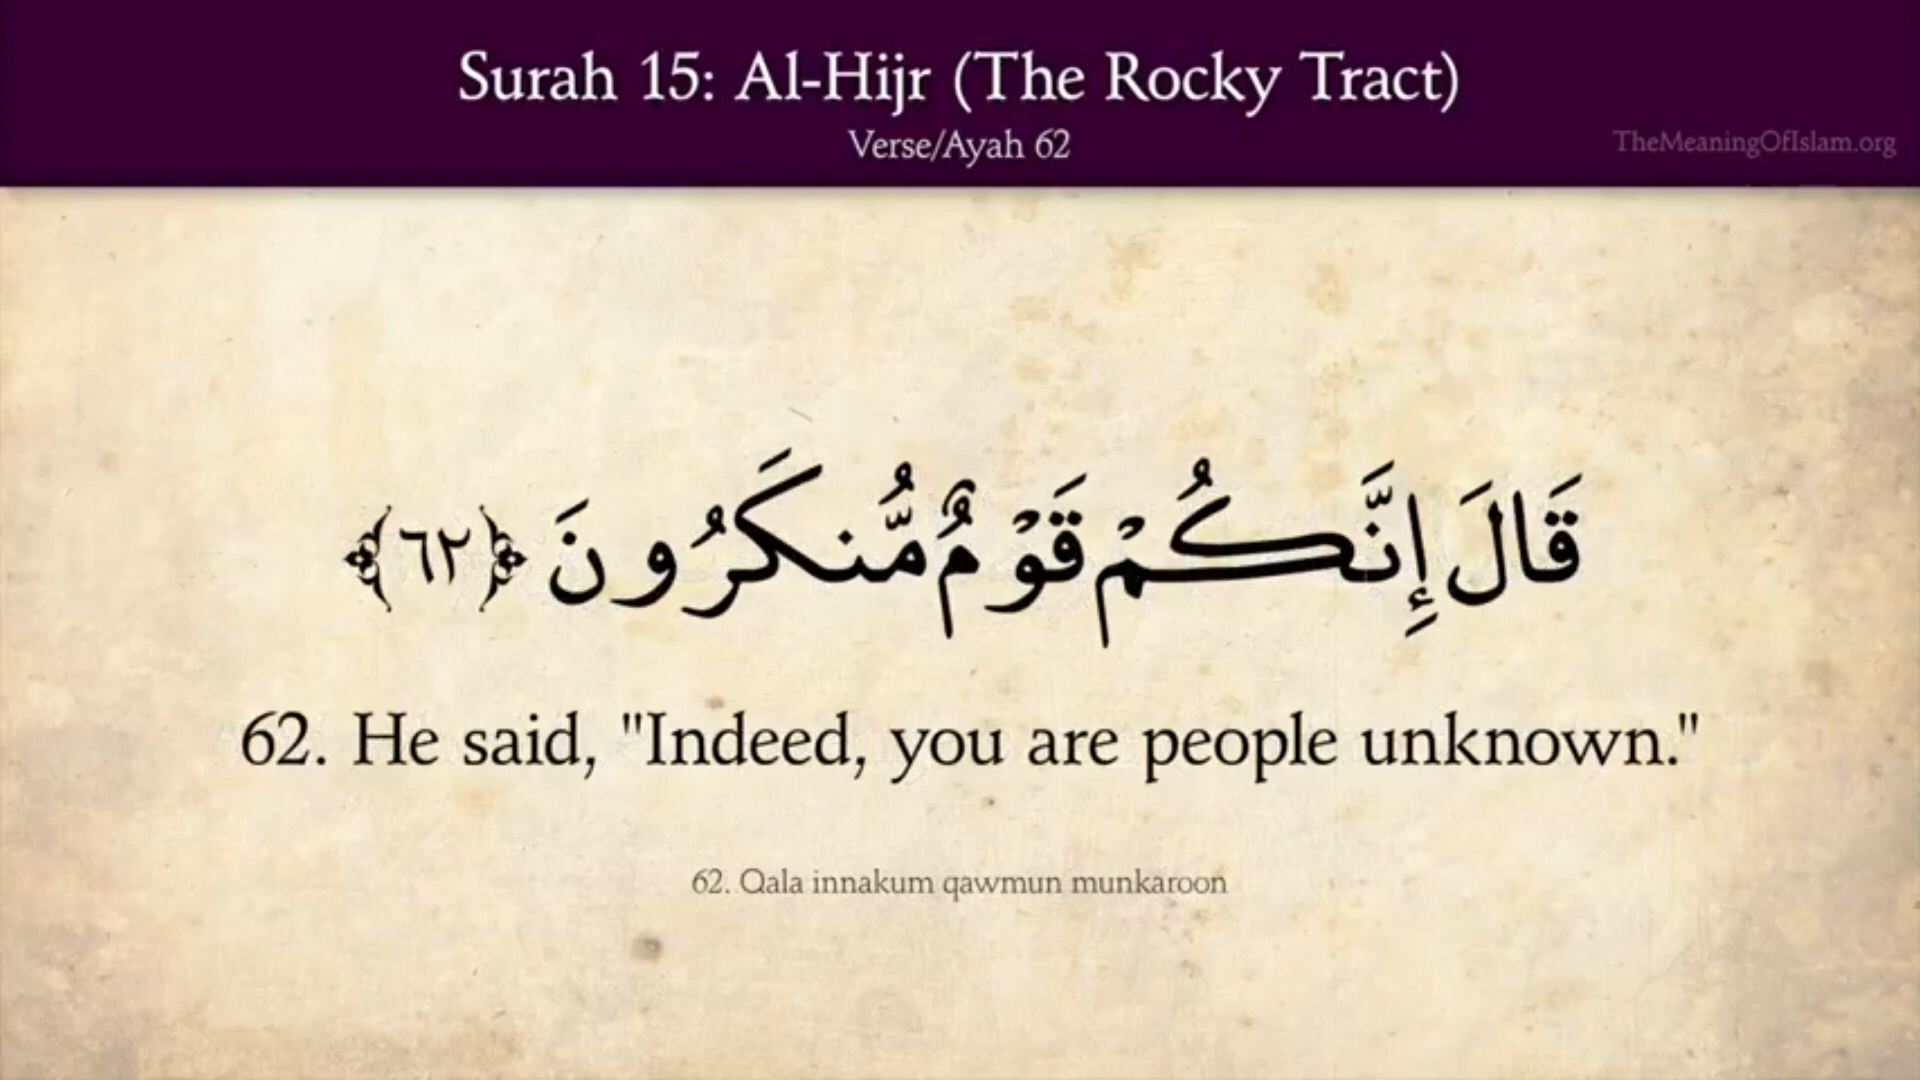 Surah 15: Al-Hijr (The Rocky Tract)
Verse/Ayah 62
TheMeaningOfIslam.org
قَالَ إِنَّكُمْ قَوْمٌ مُّنكَرُونَ ﴿٦٢﴾
62. He said, "Indeed, you are people unknown."
62. Qala innakum qawmun munkaroon